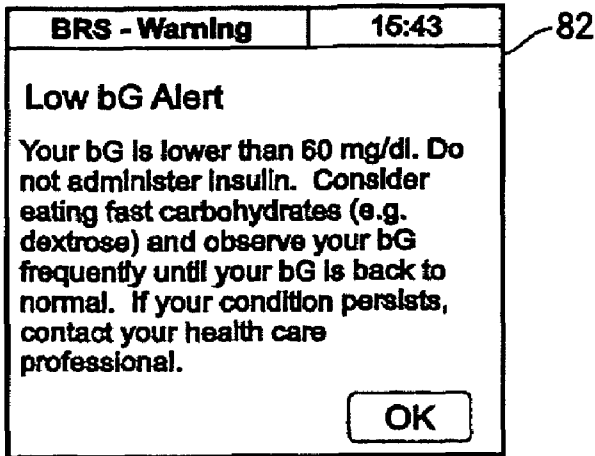 BRS - Warning 15:43
82
Low bG Alert
Your bG is lower than 60 mg/dl. Do
not administer insulin. Consider
eating fast carbohydrates (e.g.
dextrose) and observe your bG
frequently until your bG is back to
normal. If your condition persists,
contact your health care
professional.
OK